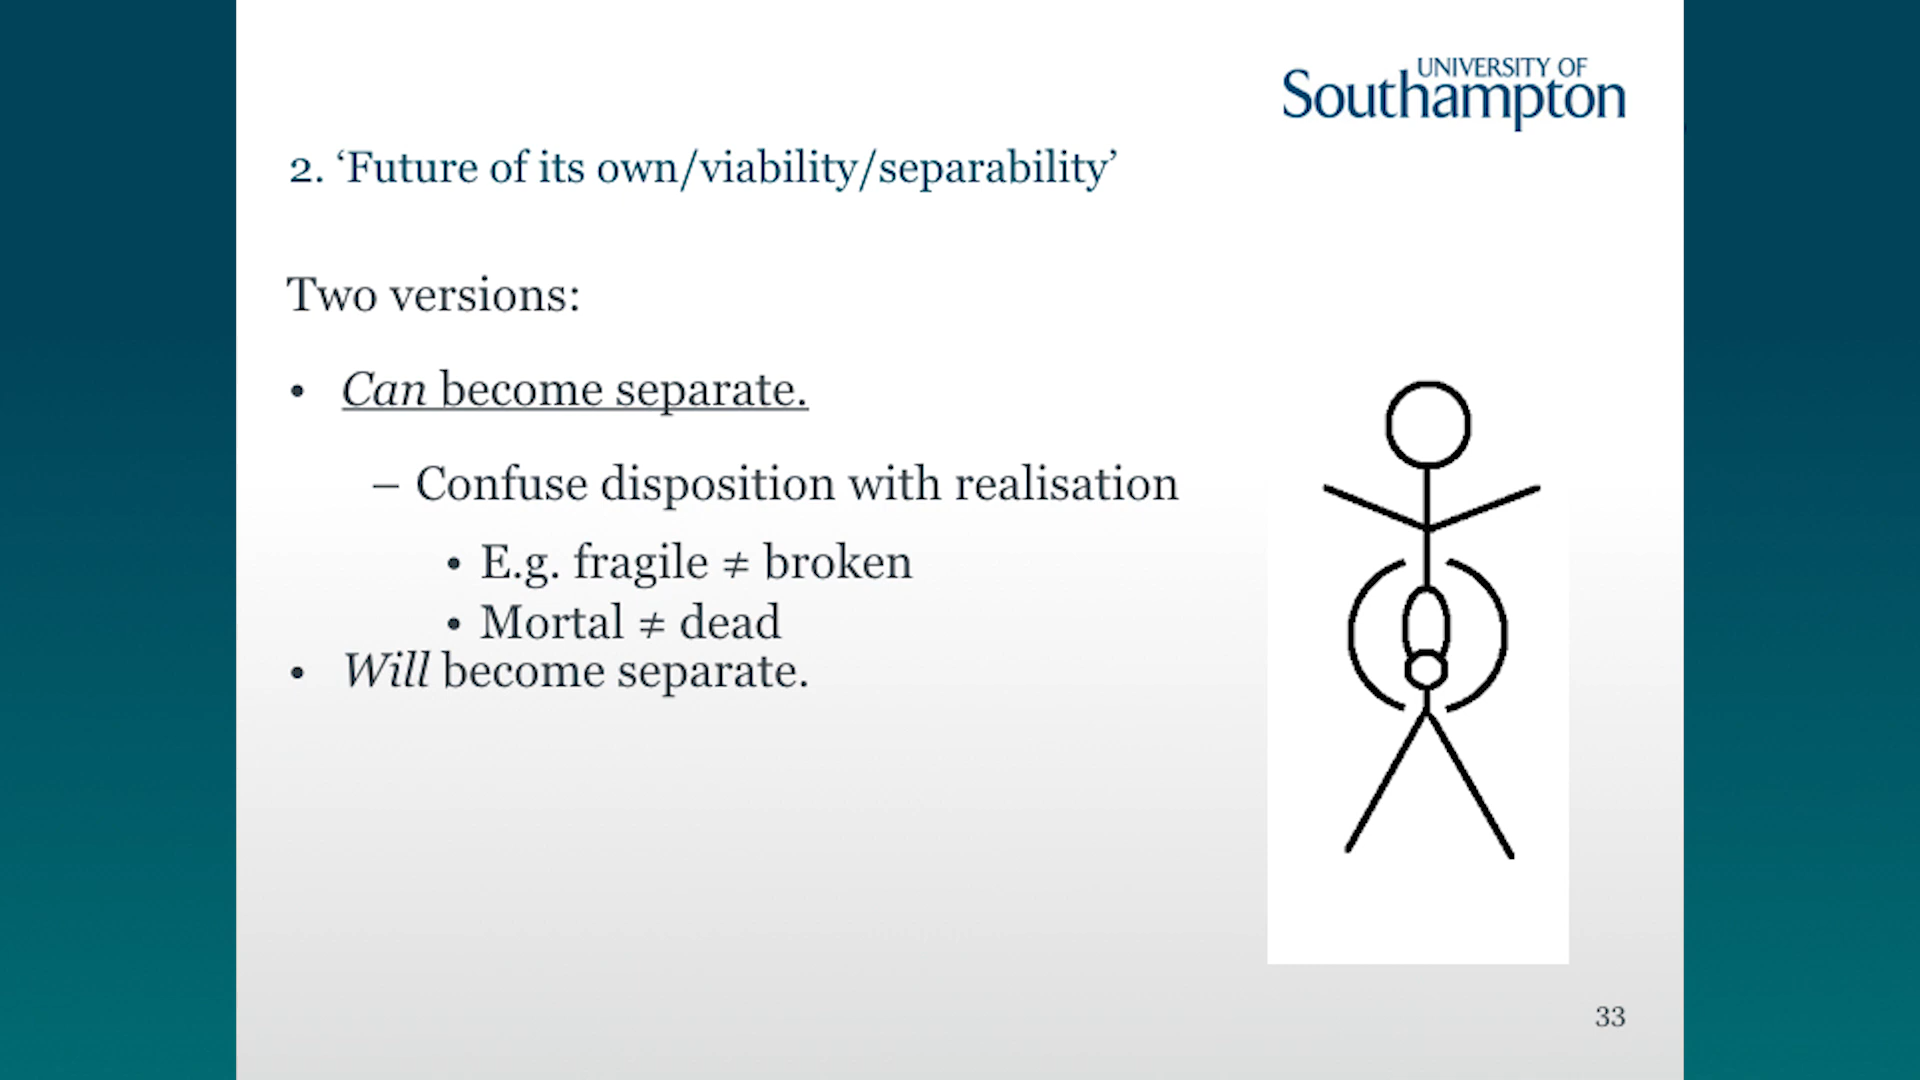 UNIVERSITY OF
Southampton
2. ‘Future of its own/viability/separability’
Two versions:
• Can become separate.
– Confuse disposition with realisation
• E.g. fragile ≠ broken
• Mortal ≠ dead
• Will become separate.
33